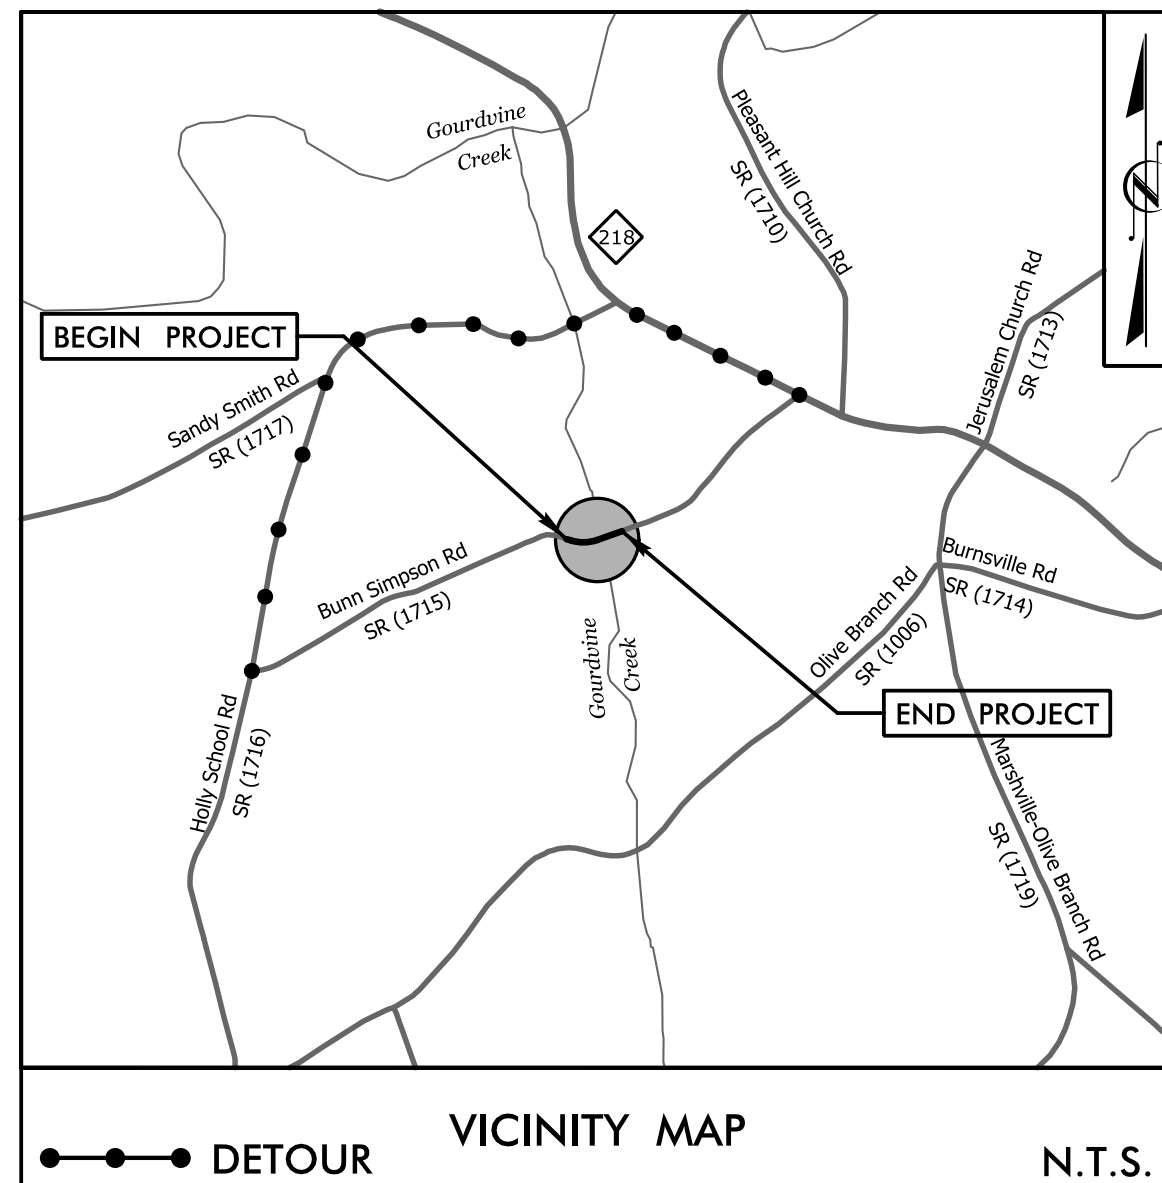 Gourdvine
Creek
Pleasant Hill Church Rd
SR (1710)
218
Jerusalem Church Rd
SR (1713)
BEGIN PROJECT
Sandy Smith Rd
SR (1717)
Bunn Simpson Rd
SR (1715)
Burnsville Rd
SR (1714)
Olive Branch Rd
SR (1006)
Gourdvine
Creek
END PROJECT
Holly School Rd
SR (1716)
Marshville-Olive Branch Rd
SR (1719)
VICINITY MAP
DETOUR
N.T.S.